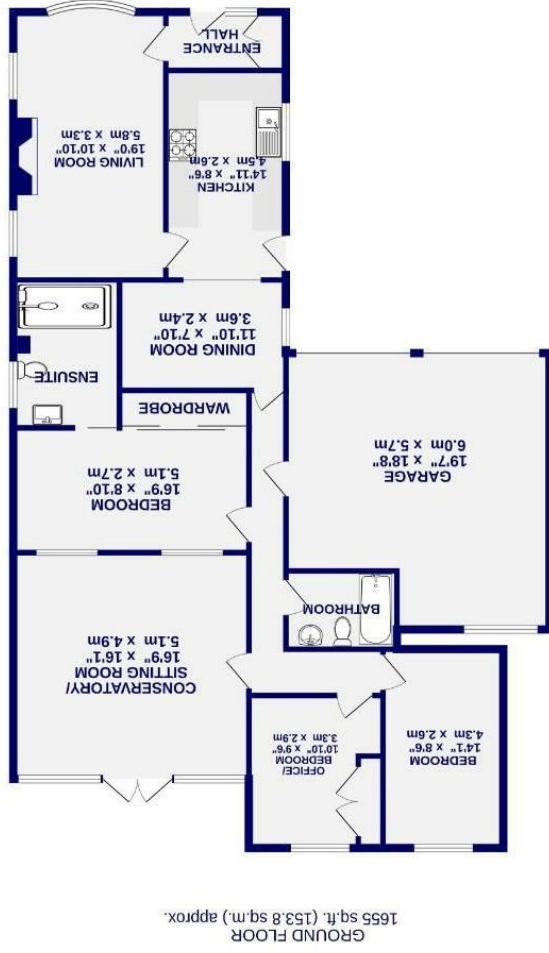 GROUND FLOOR
1655 sq.ft. (153.8 sq.m.) approx.
BEDROOM
14'1" x 8'6"
4.3m x 2.6m
OFFICE/
BEDROOM
10'10" x 9'6"
3.3m x 2.9m
CONSERVATORY/
SITTING ROOM
16'9" x 16'1"
5.1m x 4.9m
BATHROOM
GARAGE
19'7" x 18'8"
6.0m x 5.7m
BEDROOM
16'9" x 8'10"
5.1m x 2.7m
WARDROBE
ENSUITE
DINING ROOM
11'10" x 7'10"
3.6m x 2.4m
KITCHEN
14'11" x 8'6"
4.5m x 2.6m
LIVING ROOM
19'0" x 10'10"
5.8m x 3.3m
ENTRANCE
HALL